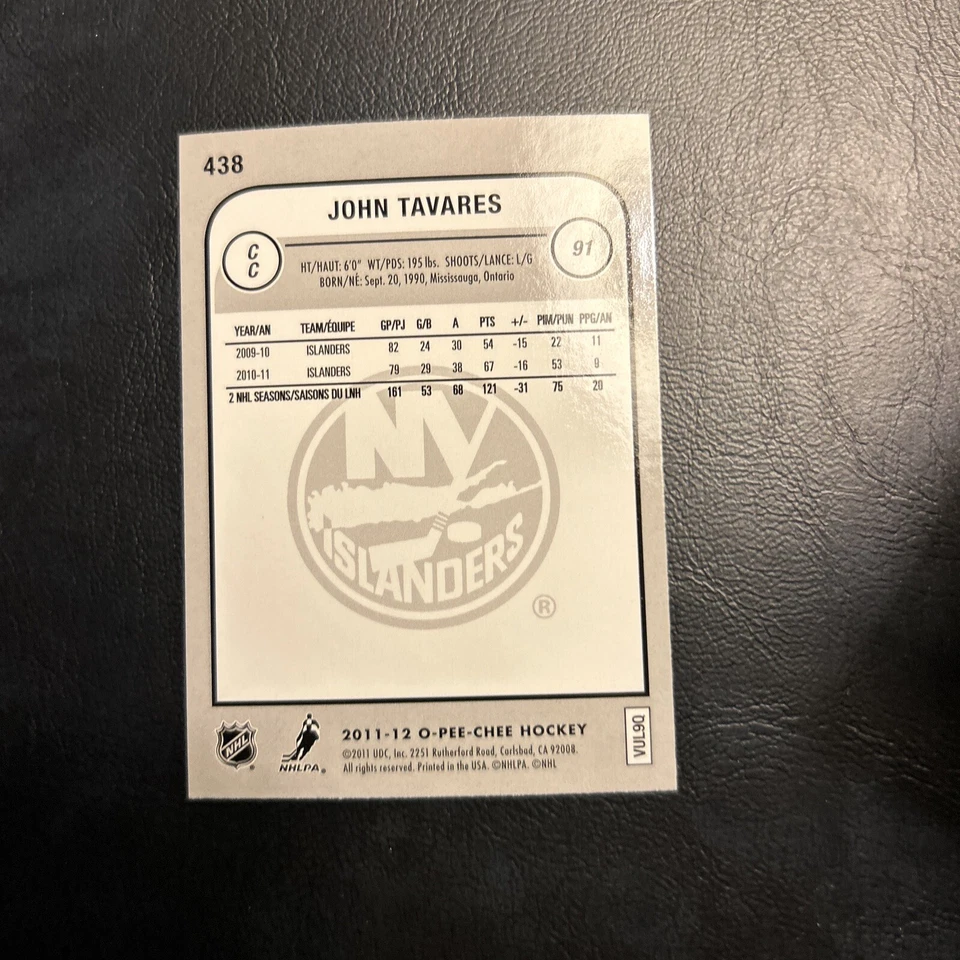 438
JOHN TAVARES
C
C
91
HT/HAUT: 6'0" WT/PDS: 195 lbs. SHOOTS/LANCE: L/G
BORN/NÉ: Sept. 20, 1990, Mississauga, Ontario
YEAR/AN TEAM/ÉQUIPE GP/PJ G/B A PTS +/- PIM/PUN PPG/AN
2009-10 ISLANDERS 82 24 30 54 -15 22 11
2010-11 ISLANDERS 79 29 38 67 -16 53 9
2 NHL SEASONS/SAISONS DU LNH 161 53 68 121 -31 75 20
NY
ISLANDERS
®
NHL
®
NHLPA®
2011-12 O-PEE-CHEE HOCKEY
©2011 UDC, Inc. 2251 Rutherford Road, Carlsbad, CA 92008.
All rights reserved. Printed in the USA. ©NHLPA. ©NHL
VUL9Q